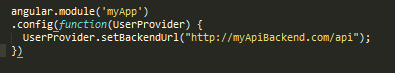 angular.module('myApp')
.config(function(UserProvider) {
  UserProvider.setBackendUrl("http://myApiBackend.com/api");
})